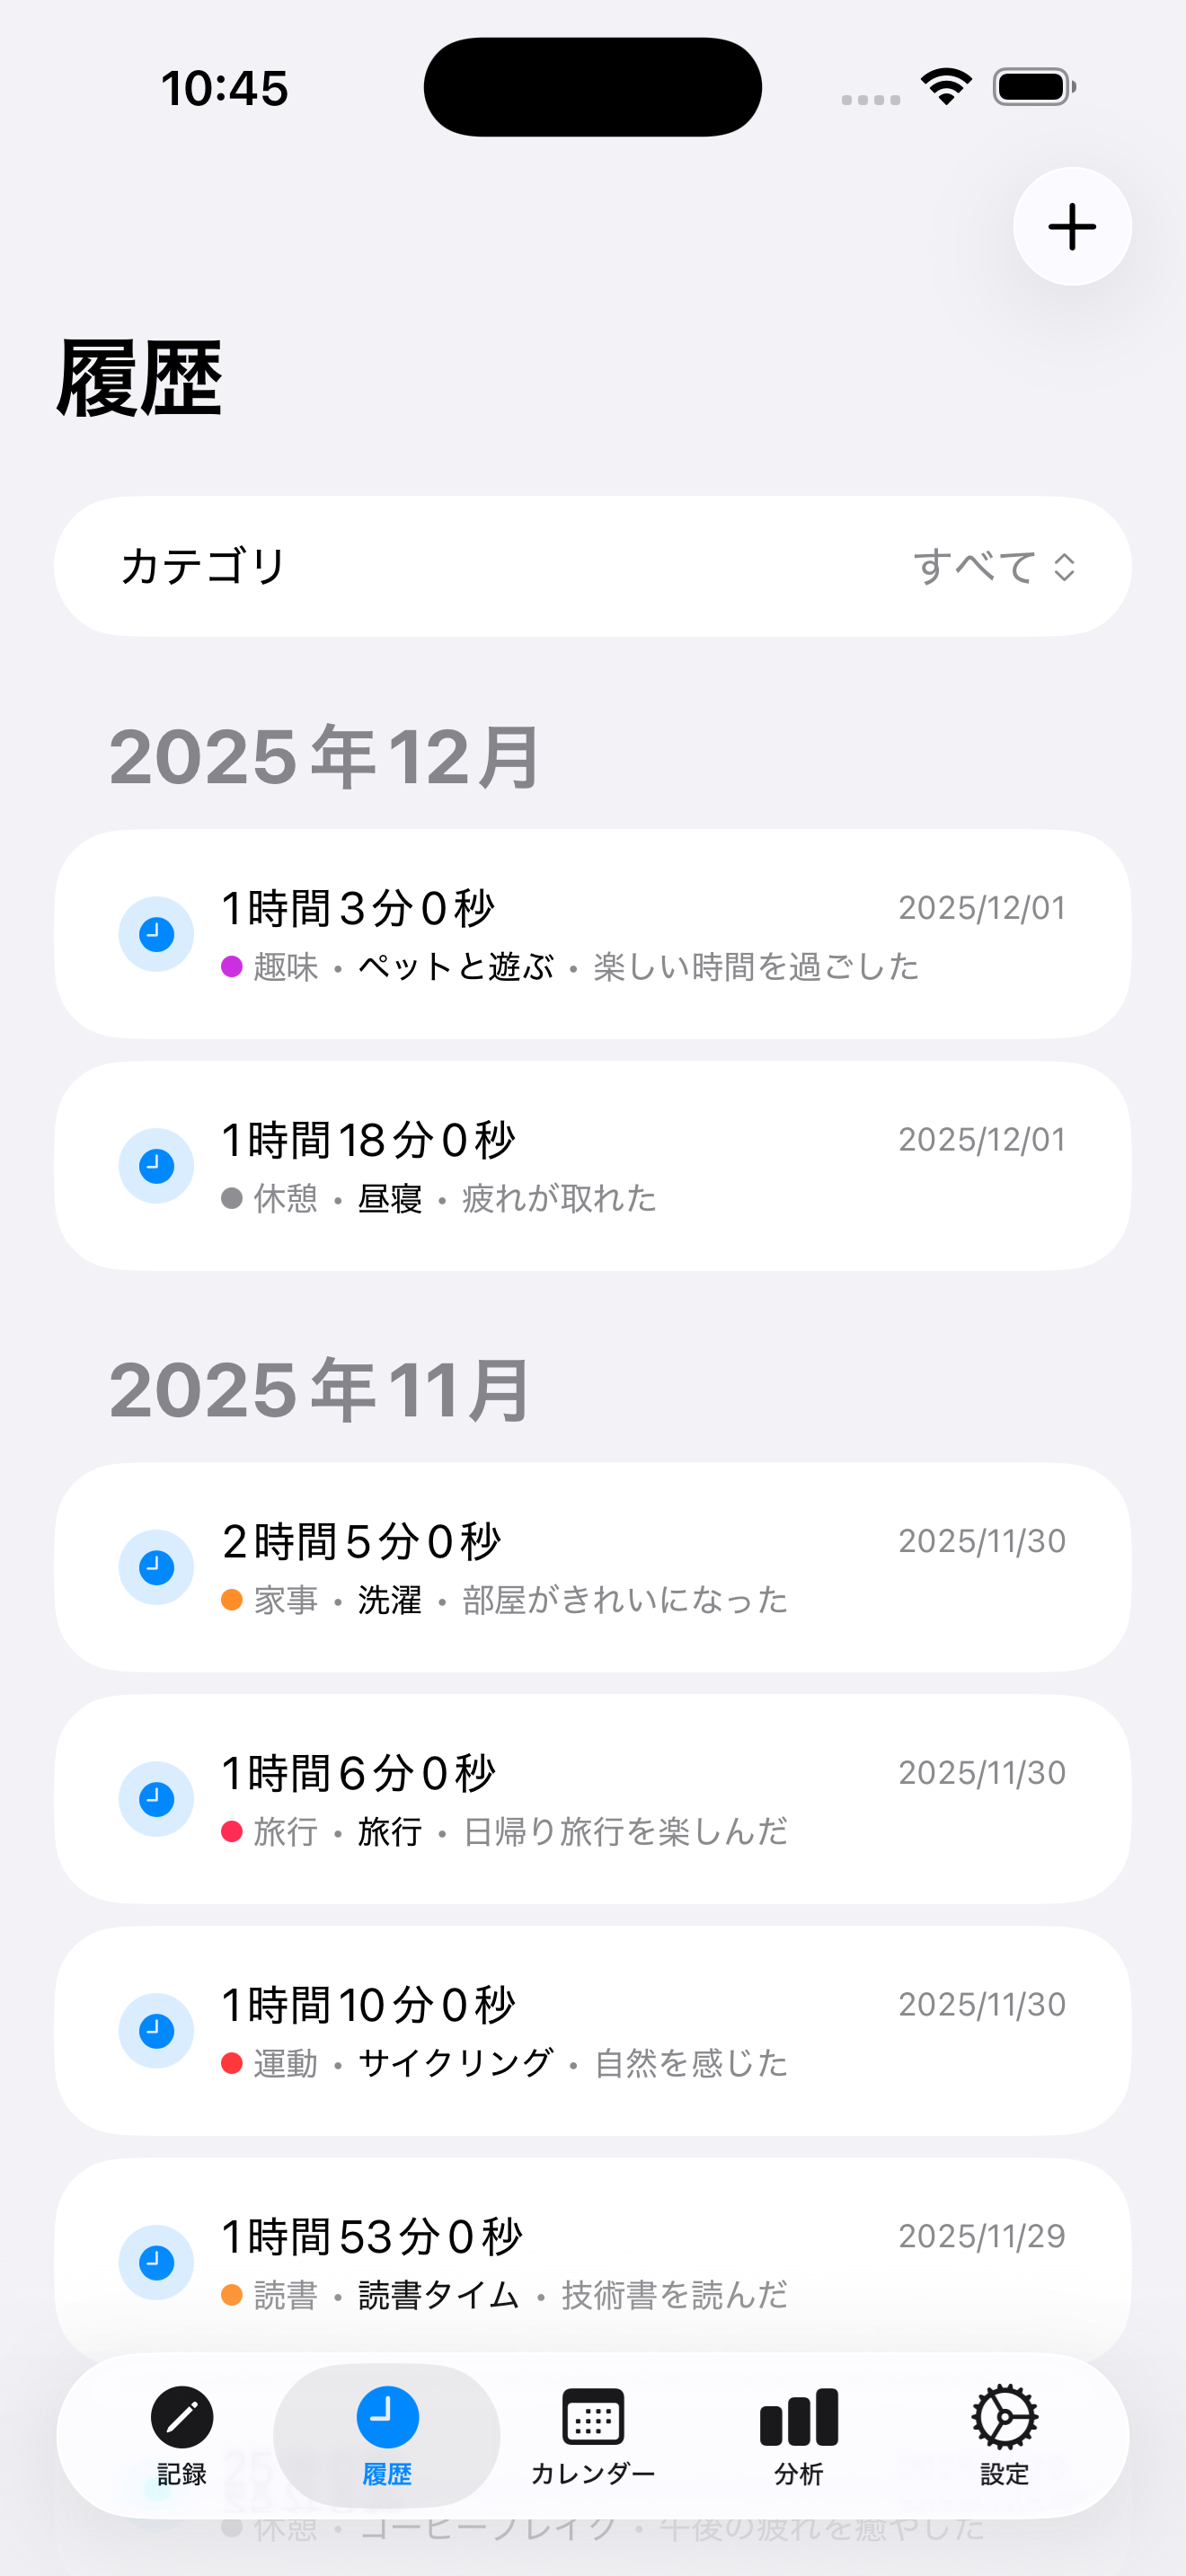 10:45
履歴
カテゴリ すべて
2025年12月
1時間3分0秒 2025/12/01
趣味・ペットと遊ぶ・楽しい時間を過ごした
1時間18分0秒 2025/12/01
休憩・昼寝・疲れが取れた
2025年11月
2時間5分0秒 2025/11/30
家事・洗濯・部屋がきれいになった
1時間6分0秒 2025/11/30
旅行・旅行・日帰り旅行を楽しんだ
1時間10分0秒 2025/11/30
運動・サイクリング・自然を感じた
1時間53分0秒 2025/11/29
読書・読書タイム・技術書を読んだ
記録 履歴 カレンダー 分析 設定
休憩・コーヒーブレイク・午後の疲れを癒やした